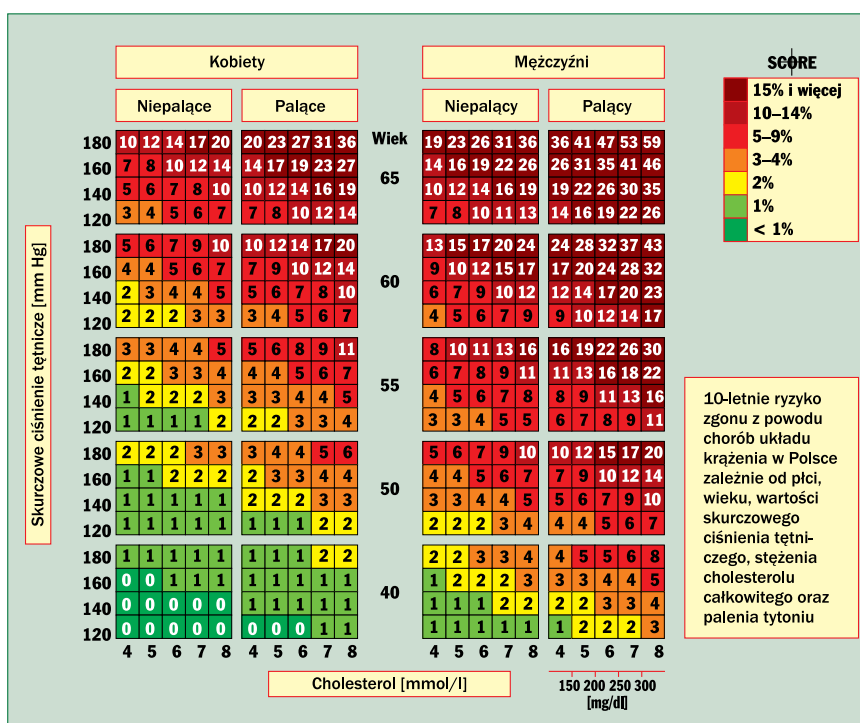 Kobiety Mężczyźni SCORE
15% i więcej
Niepalące Palące Niepalący Palący 10–14%
5–9%
3–4%
2%
1%
< 1%
Skurczowe ciśnienie tętnicze [mm Hg]
Wiek
180 10 12 14 17 20 20 23 27 31 36 19 23 26 31 36 36 41 47 53 59
160 7 8 10 12 14 14 17 19 23 27 14 16 19 22 26 26 31 35 41 46
65
140 5 6 7 8 10 10 12 14 16 19 10 12 14 16 19 19 22 26 30 35
120 3 4 5 6 7 7 8 10 12 14 7 8 10 11 13 14 16 19 22 26
180 5 6 7 9 10 10 12 14 17 20 13 15 17 20 24 24 28 32 37 43
160 4 4 5 6 7 7 9 10 12 14 9 10 12 15 17 17 20 24 28 32
60
140 2 3 4 4 5 5 6 7 8 10 6 7 9 10 12 12 14 17 20 23
120 2 2 2 3 3 3 4 5 6 7 4 5 6 7 9 9 10 12 14 17
180 3 3 4 4 5 5 6 8 9 11 8 10 11 13 16 16 19 22 26 30
160 2 2 3 3 4 4 4 5 6 7 6 7 8 9 11 11 13 16 18 22
55
140 1 2 2 2 3 3 3 4 4 5 4 5 6 7 8 8 9 11 13 16
120 1 1 1 1 2 2 2 3 3 4 3 3 4 5 5 6 7 8 9 11
180 2 2 2 3 3 3 4 4 5 6 5 6 7 9 10 10 12 15 17 20
160 1 1 2 2 2 2 3 3 4 4 4 4 5 6 7 7 9 10 12 14
50
140 1 1 1 1 1 2 2 2 3 3 3 3 4 4 5 5 6 7 9 10
120 1 1 1 1 1 1 1 1 2 2 2 2 2 3 4 4 4 5 6 7
180 1 1 1 1 1 1 1 1 2 2 2 2 3 3 4 4 5 5 6 8
160 0 0 1 1 1 1 1 1 1 1 1 2 2 2 3 3 3 4 4 5
40
140 0 0 0 0 0 1 1 1 1 1 1 1 1 2 2 2 2 3 3 4
120 0 0 0 0 0 0 0 0 1 1 1 1 1 1 1 1 2 2 2 3
4 5 6 7 8 4 5 6 7 8 4 5 6 7 8 4 5 6 7 8
Cholesterol [mmol/l]
150 200 250 300
[mg/dl]
10-letnie ryzyko
zgonu z powodu
chorób układu
krążenia w Polsce
zależnie od płci,
wieku, wartości
skurczowego
ciśnienia tętni-
czego, stężenia
cholesterolu
całkowitego oraz
palenia tytoniu